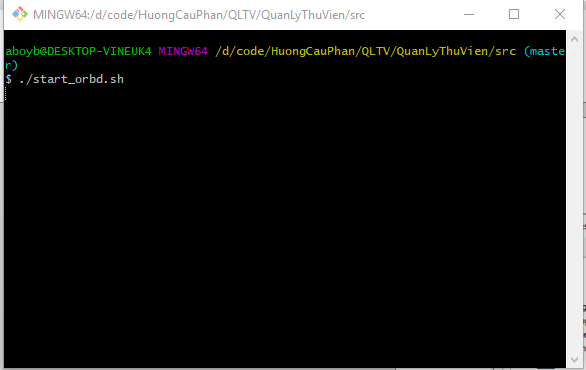 MINGW64:/d/code/HuongCauPhan/QLTV/QuanLyThuVien/src
aboyb@DESKTOP-VINEUK4 MINGW64 /d/code/HuongCauPhan/QLTV/QuanLyThuVien/src (maste
r)
$ ./start_orbd.sh